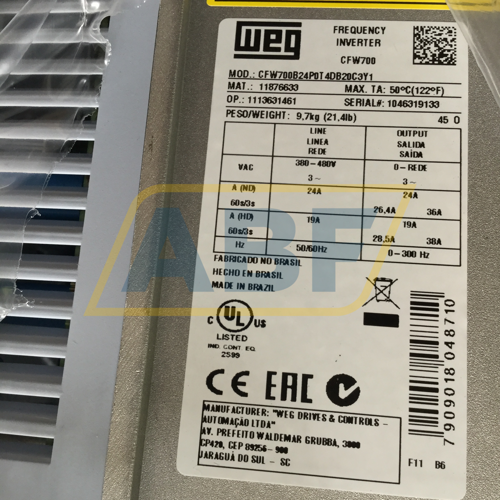 WEG
FREQUENCY
INVERTER
CFW700
MOD.: CFW700B24P0T4DB20C3Y1
MAT.: 11876633 MAX. TA: 50°C(122°F)
OP.: 1113631461 SERIAL#: 1046319133
PESO/WEIGHT: 9,7kg (21,4lb) 45 0
LINE OUTPUT
LINEA SALIDA
REDE SAÍDA
VAC 380-480V 0-REDE
3~ 3~
A (ND) 24A 24A
60s/3s 26,4A 36A
A (HD) 19A 19A
60s/3s 28,5A 38A
Hz 50/60Hz 0-300 Hz
FABRICADO NO BRASIL
HECHO EN BRASIL
MADE IN BRAZIL
ABF
C UL US
LISTED
IND. CONT. EQ.
2S99
CE EAC N
7909018048710
MANUFACTURER: "WEG DRIVES & CONTROLS -
AUTOMAÇÃO LTDA"
AV. PREFEITO WALDEMAR GRUBBA, 3000
CP420, CEP 89256-900
JARAGUÁ DO SUL - SC
F11 B6